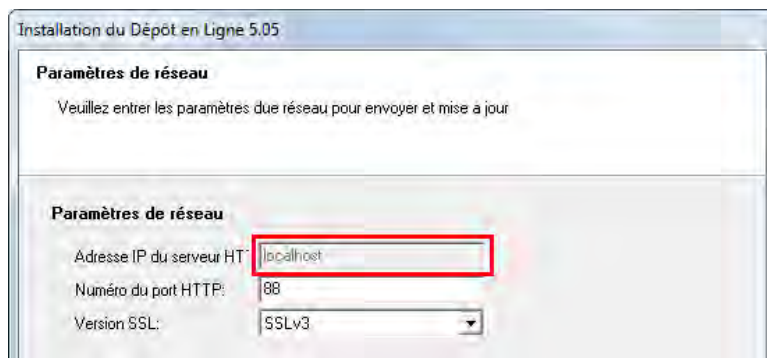 Installation du Dépôt en Ligne 5.05
Paramètres de réseau
Veuillez entrer les paramètres due réseau pour envoyer et mise à jour
Paramètres de réseau
Adresse IP du serveur HT localhost
Numéro du port HTTP: 88
Version SSL: SSLv3